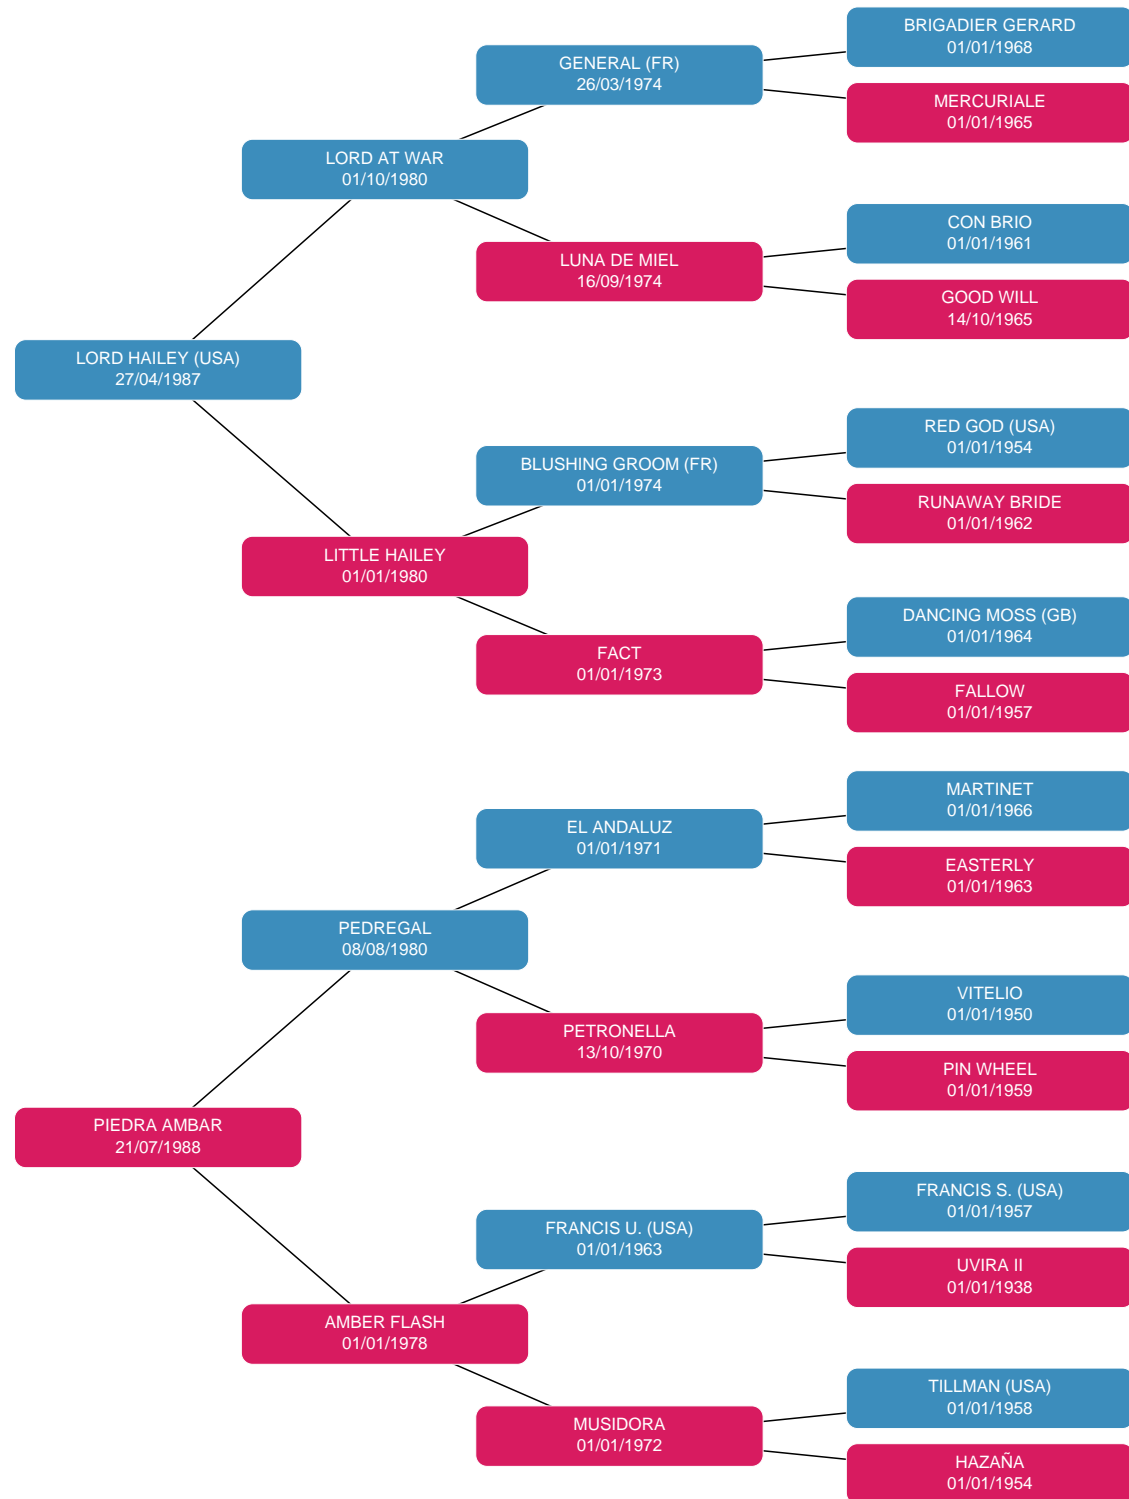 BRIGADIER GERARD
01/01/1968
GENERAL (FR)
26/03/1974
MERCURIALE
01/01/1965
LORD AT WAR
01/10/1980
CON BRIO
01/01/1961
LUNA DE MIEL
16/09/1974
GOOD WILL
14/10/1965
LORD HAILEY (USA)
27/04/1987
RED GOD (USA)
01/01/1954
BLUSHING GROOM (FR)
01/01/1974
RUNAWAY BRIDE
01/01/1962
LITTLE HAILEY
01/01/1980
DANCING MOSS (GB)
01/01/1964
FACT
01/01/1973
FALLOW
01/01/1957
MARTINET
01/01/1966
EL ANDALUZ
01/01/1971
EASTERLY
01/01/1963
PEDREGAL
08/08/1980
VITELIO
01/01/1950
PETRONELLA
13/10/1970
PIN WHEEL
01/01/1959
PIEDRA AMBAR
21/07/1988
FRANCIS S. (USA)
01/01/1957
FRANCIS U. (USA)
01/01/1963
UVIRA II
01/01/1938
AMBER FLASH
01/01/1978
TILLMAN (USA)
01/01/1958
MUSIDORA
01/01/1972
HAZAÑA
01/01/1954